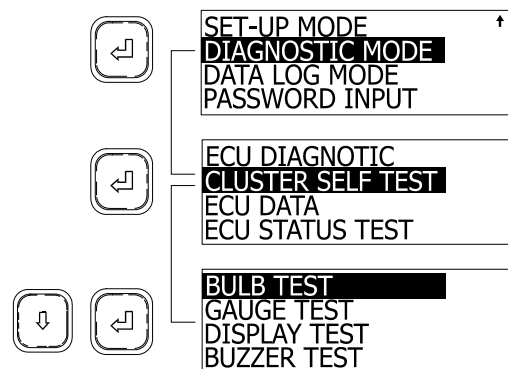 SET-UP MODE
DIAGNOSTIC MODE
DATA LOG MODE
PASSWORD INPUT
ECU DIAGNOTIC
CLUSTER SELF TEST
ECU DATA
ECU STATUS TEST
BULB TEST
GAUGE TEST
DISPLAY TEST
BUZZER TEST